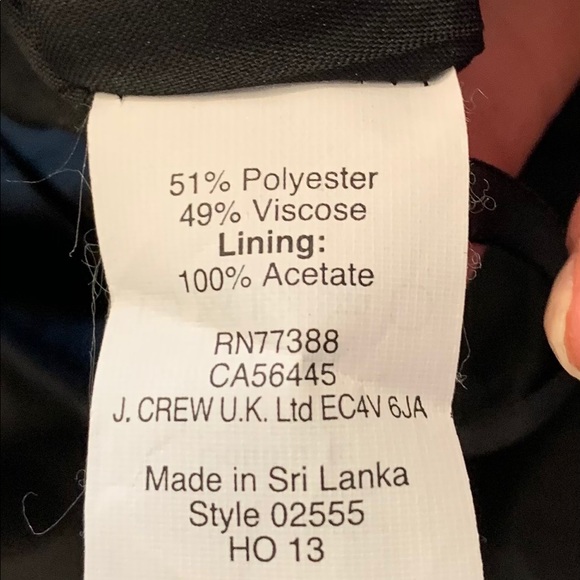 51% Polyester
49% Viscose
Lining:
100% Acetate
RN77388
CA56445
J. CREW U.K. Ltd EC4V 6JA
Made in Sri Lanka
Style 02555
HO 13